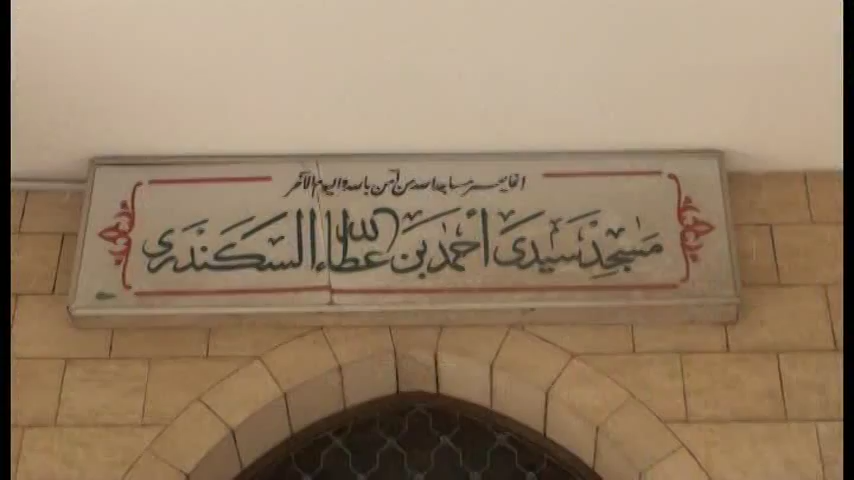 انما يعمر مساجد الله من آمن بالله واليوم الآخر
مسجد سيدى أحمد بن عطاء الله السكندرى